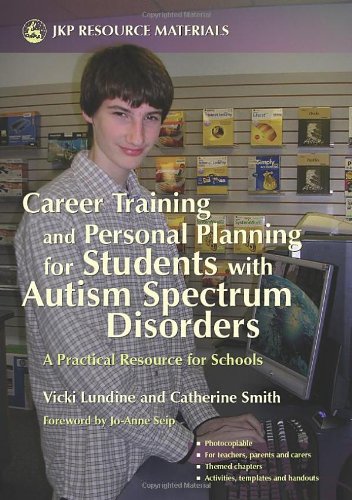 JKP RESOURCE MATERIALS
Career Training
and Personal Planning
for Students with
Autism Spectrum
Disorders
A Practical Resource for Schools
Vicki Lundine and Catherine Smith
Foreword by Jo-Anne Seip
• Photocopiable
• For teachers, parents and carers
• Themed chapters
• Activities, templates and handouts